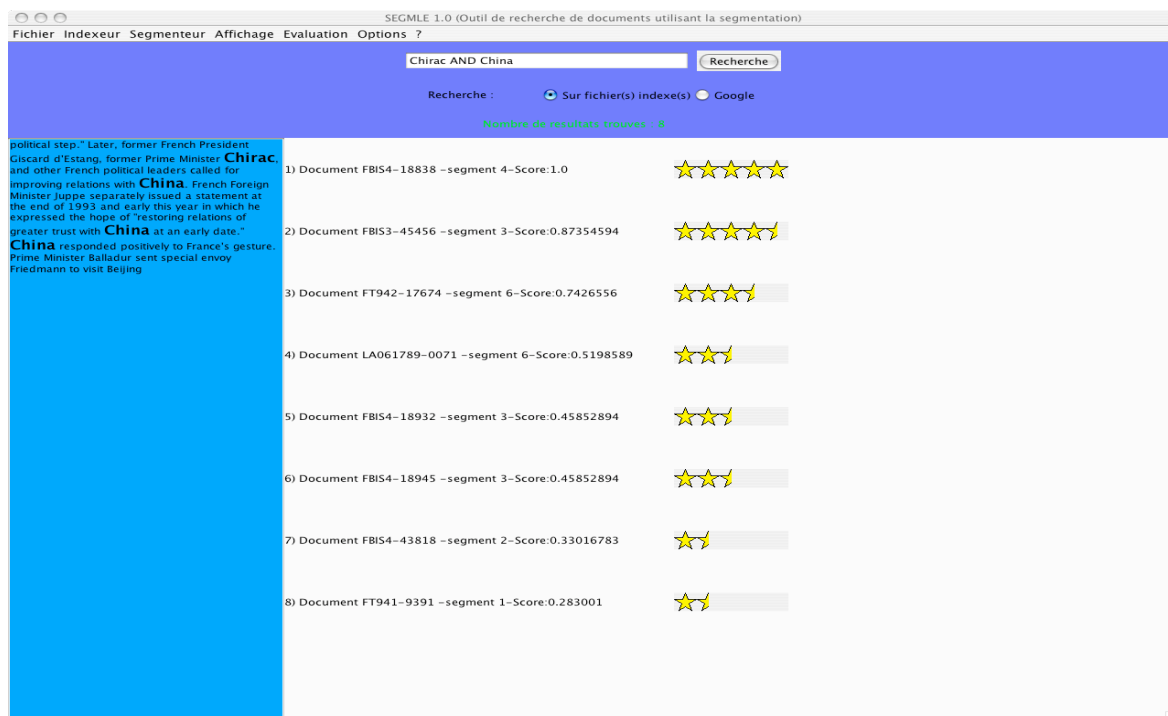 SEGMLE 1.0 (Outil de recherche de documents utilisant la segmentation)
Fichier Indexeur Segmenteur Affichage Evaluation Options ?
Chirac AND China
Recherche
Recherche :
Sur fichier(s) indexe(s)
Google
Nombre de resultats trouves :
political step." Later, former French President
Giscard d'Estang, former Prime Minister Chirac,
and other French political leaders called for
improving relations with China. French Foreign
Minister Juppe separately issued a statement at
the end of 1993 and early this year in which he
expressed the hope of "restoring relations of
greater trust with China at an early date."
China responded positively to France's gesture.
Prime Minister Balladur sent special envoy
Friedmann to visit Beijing
1) Document FBIS4-18838 -segment 4-Score:1.0
2) Document FBIS3-45456 -segment 3-Score:0.87354594
3) Document FT942-17674 -segment 6-Score:0.7426556
4) Document LA061789-0071 -segment 6-Score:0.5198589
5) Document FBIS4-18932 -segment 3-Score:0.45852894
6) Document FBIS4-18945 -segment 3-Score:0.45852894
7) Document FBIS4-43818 -segment 2-Score:0.33016783
8) Document FT941-9391 -segment 1-Score:0.283001